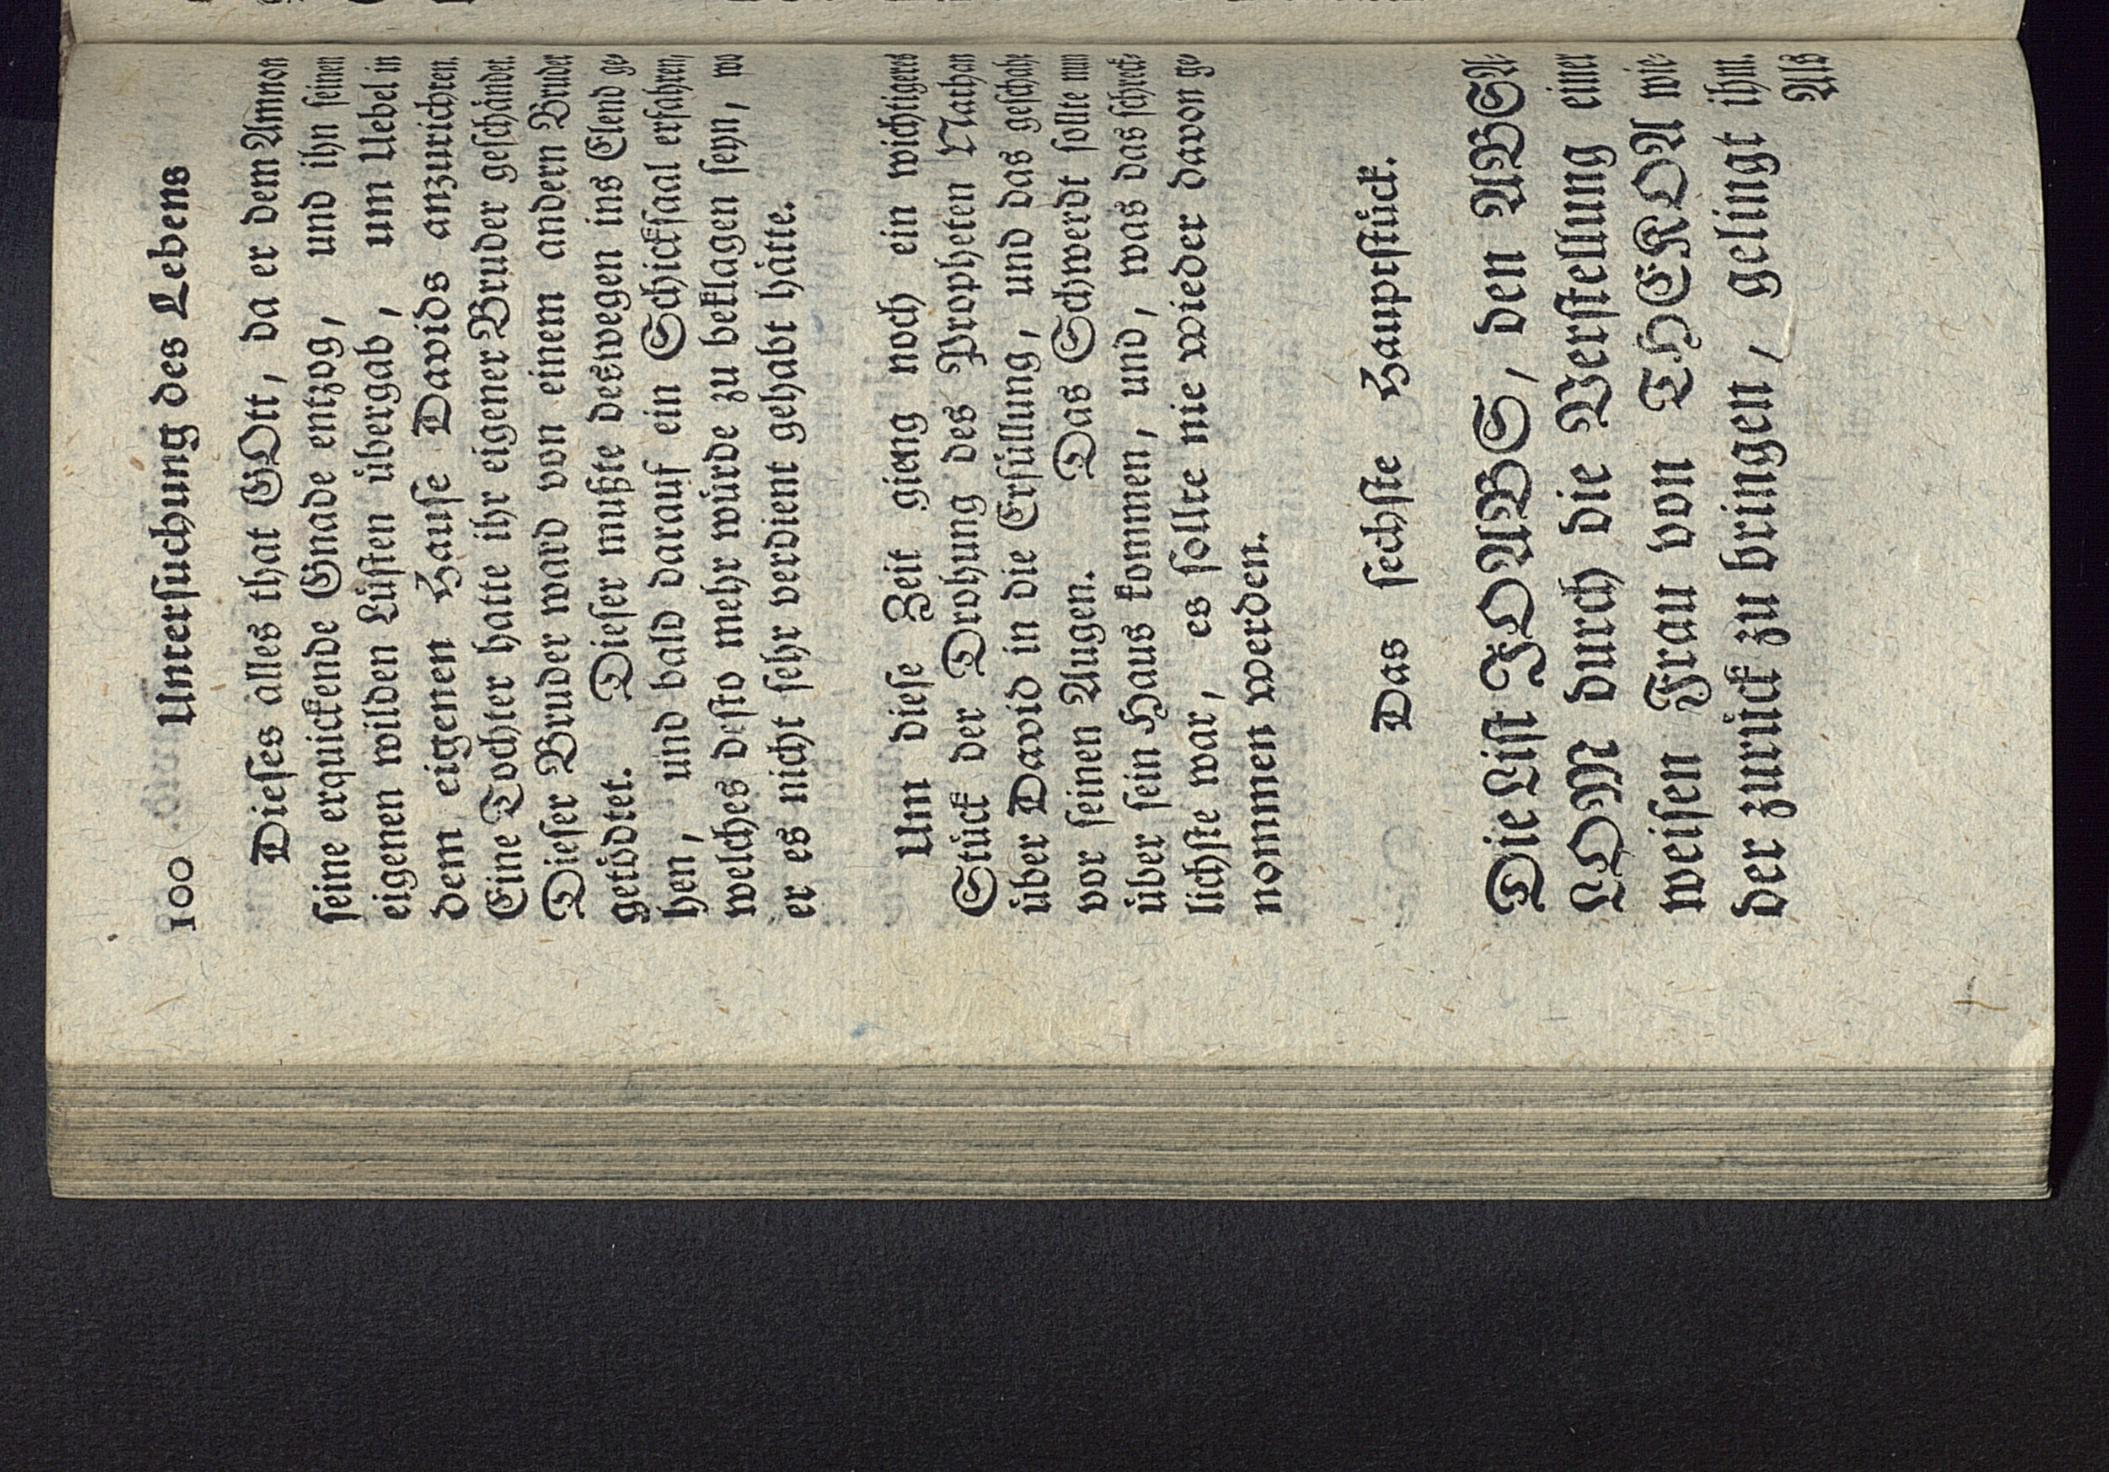 100 Untersuchung des Lebens
Dieses alles that GOtt, da er dem Amnon
seine erquickende Gnade entzog, und ihn seinen
eigenen wilden Lüsten übergab, um Uebel in
dem eigenen Hause Davids anzurichten.
Eine Tochter hatte ihr eigener Bruder geschändet.
Dieser Bruder ward von einem andern Bruder
getödtet. Dieser mußte deßwegen ins Elend ge-
hen, und bald darauf ein Schicksaal erfahren,
welches desto mehr würde zu beklagen seyn, wo
er es nicht sehr verdient gehabt hätte.
Um diese Zeit gieng noch ein wichtigeres
Stück der Drohung des Propheten Nathan
über David in die Erfüllung, und das geschahe
vor seinen Augen. Das Schwerdt sollte nun
über sein Haus kommen, und, was das schreck-
lichste war, es sollte nie wieder davon ge-
nommen werden.
Das sechste Hauptstück.
Die List JOABS, den ABSA-
LOM durch die Verstellung einer
weisen Frau von THEKOA wie-
der zurück zu bringen, gelingt ihm.
Als